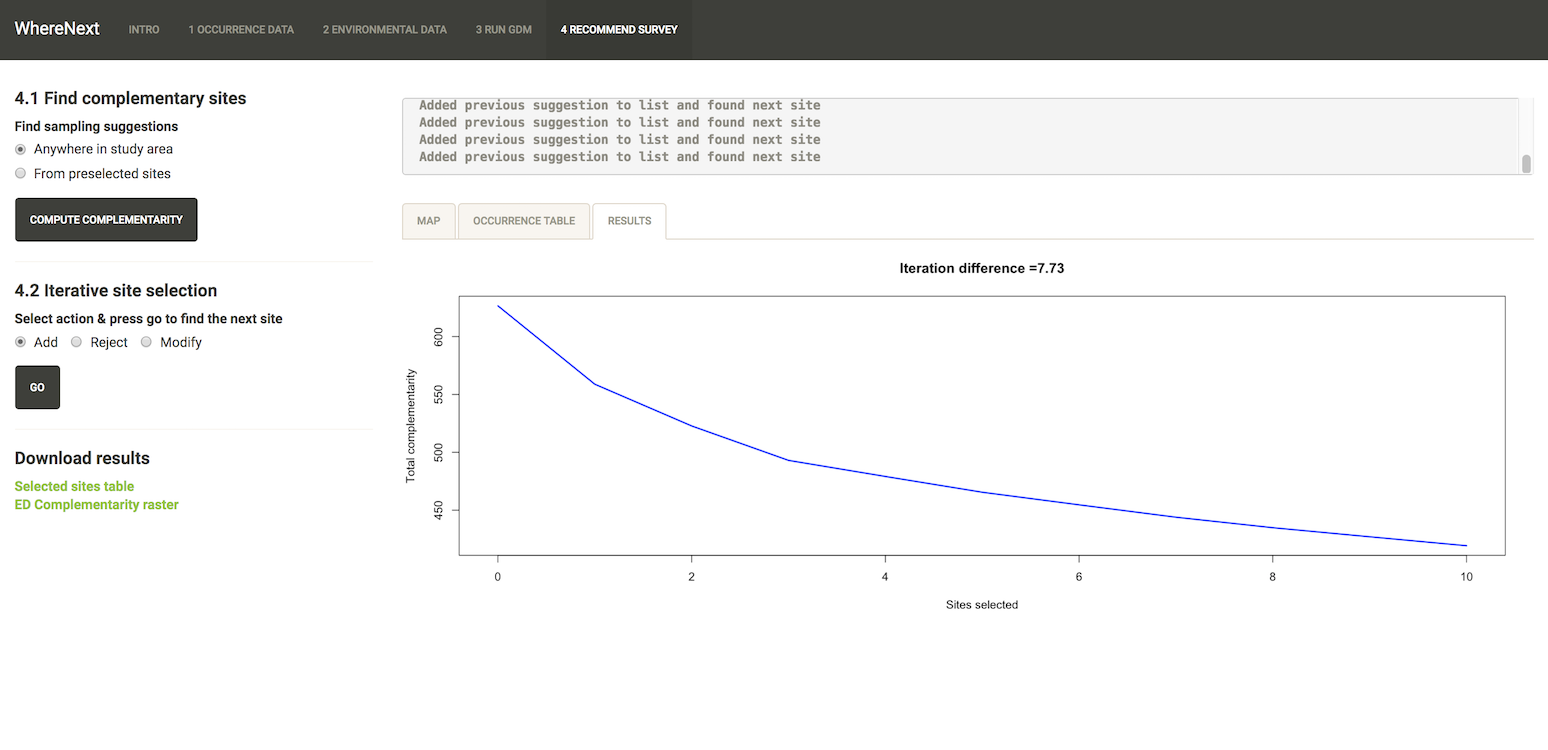 WhereNext INTRO 1 OCCURRENCE DATA 2 ENVIRONMENTAL DATA 3 RUN GDM 4 RECOMMEND SURVEY
4.1 Find complementary sites
Find sampling suggestions
Anywhere in study area
From preselected sites
COMPUTE COMPLEMENTARITY
4.2 Iterative site selection
Select action & press go to find the next site
Add Reject Modify
GO
Download results
Selected sites table
ED Complementarity raster
Added previous suggestion to list and found next site
Added previous suggestion to list and found next site
Added previous suggestion to list and found next site
Added previous suggestion to list and found next site
MAP OCCURRENCE TABLE RESULTS
Iteration difference =7.73
Total complementarity
600
550
500
450
0 2 4 6 8 10
Sites selected